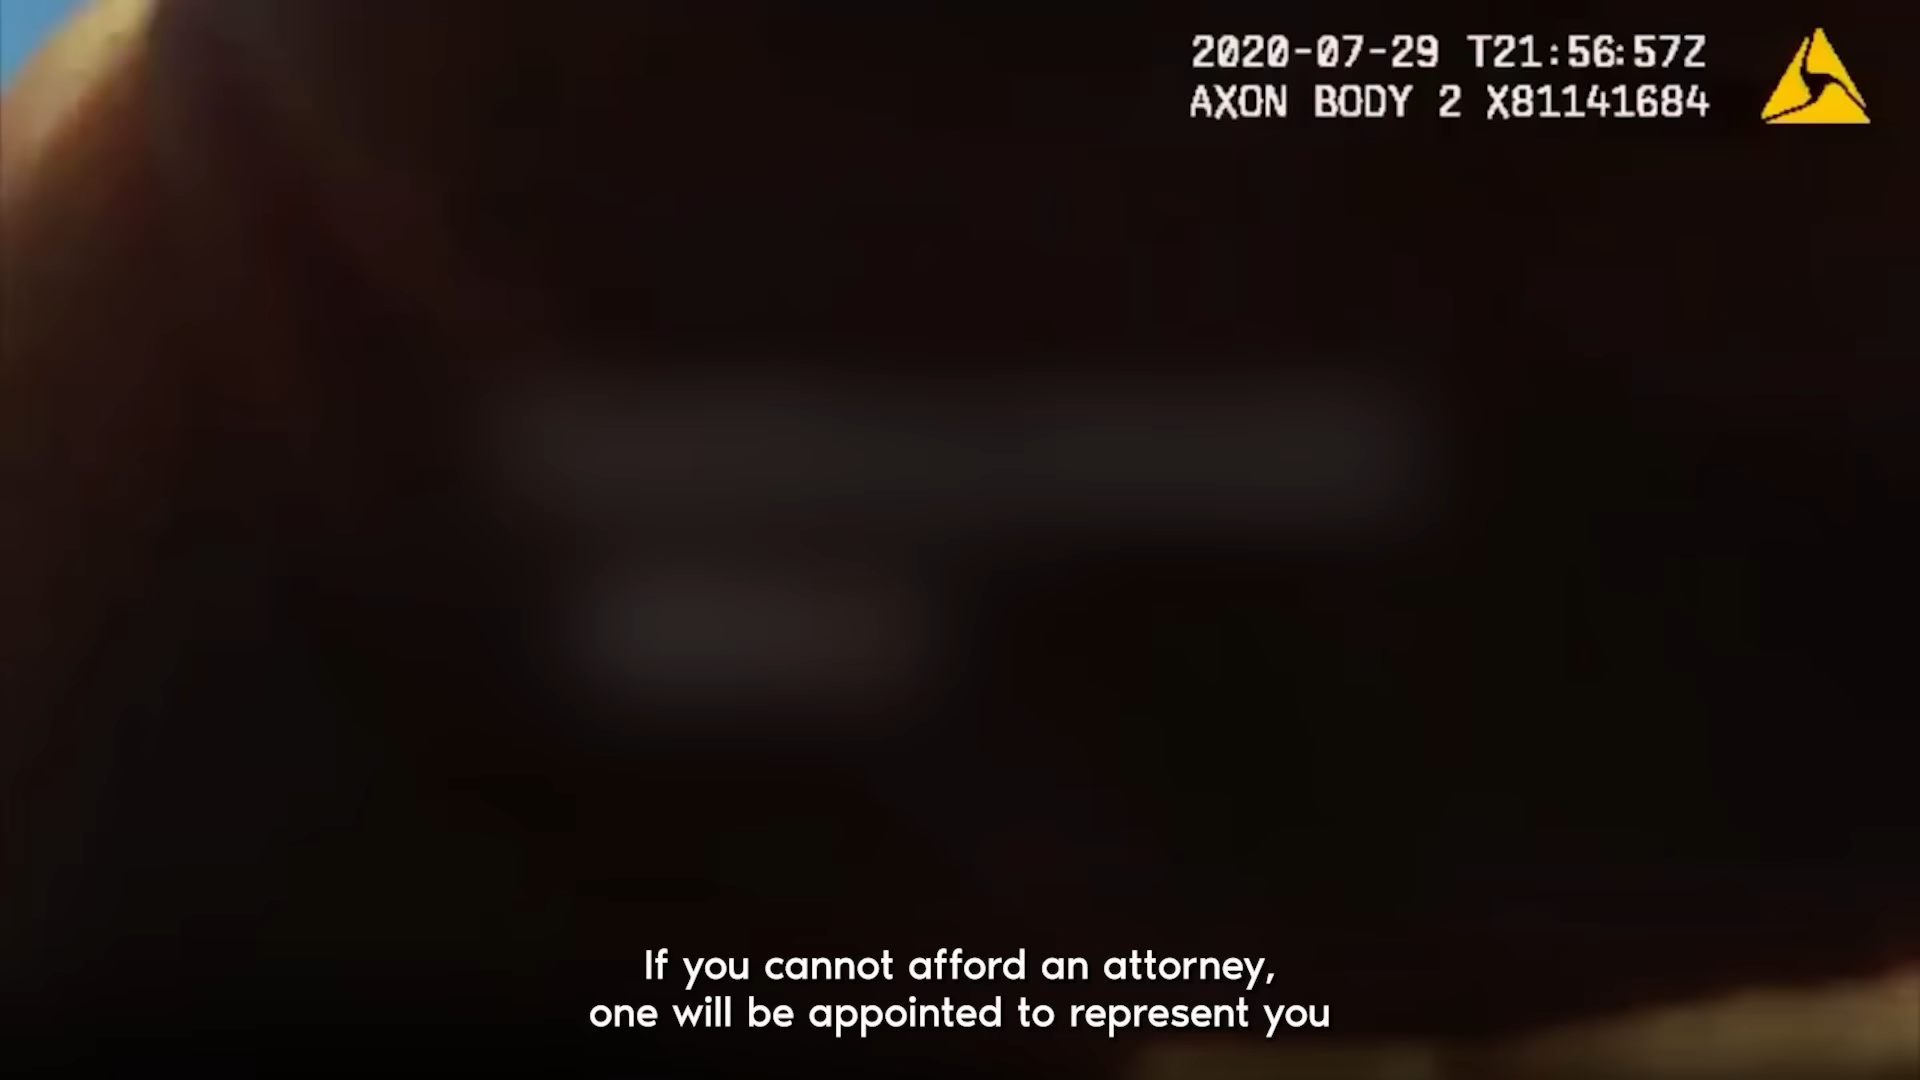 2020-07-29 T21:56:57Z
AXON BODY 2 X81141684
If you cannot afford an attorney,
one will be appointed to represent you